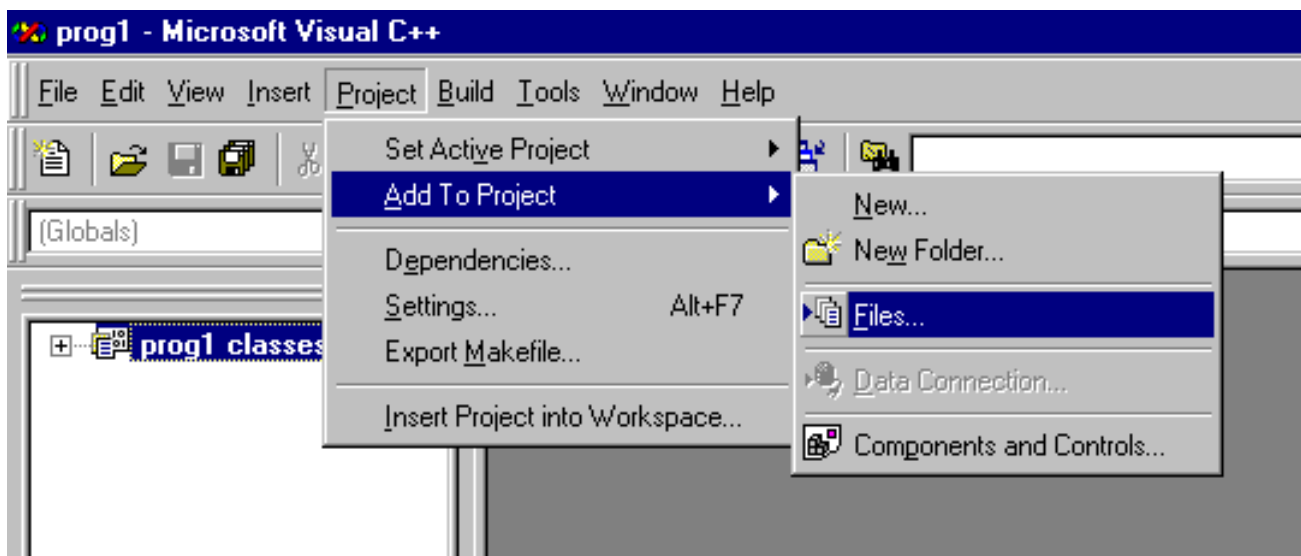 prog1 - Microsoft Visual C++
File Edit View Insert Project Build Tools Window Help
Set Active Project
Add To Project
(Globals)
Dependencies...
Settings... Alt+F7
Export Makefile...
Insert Project into Workspace...
New...
New Folder...
Files...
Data Connection...
Components and Controls...
prog1 classes